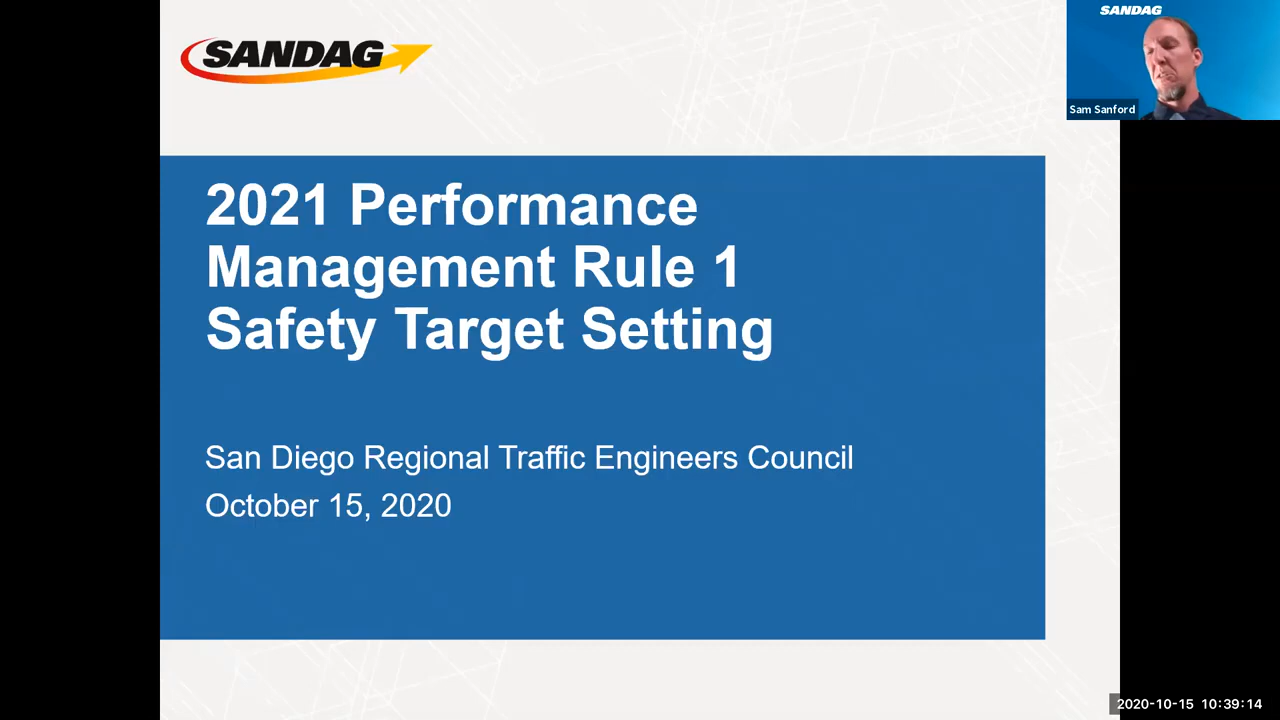 SANDAG
SANDAG
Sam Sanford
2021 Performance
Management Rule 1
Safety Target Setting
San Diego Regional Traffic Engineers Council
October 15, 2020
2020-10-15 10:39:14